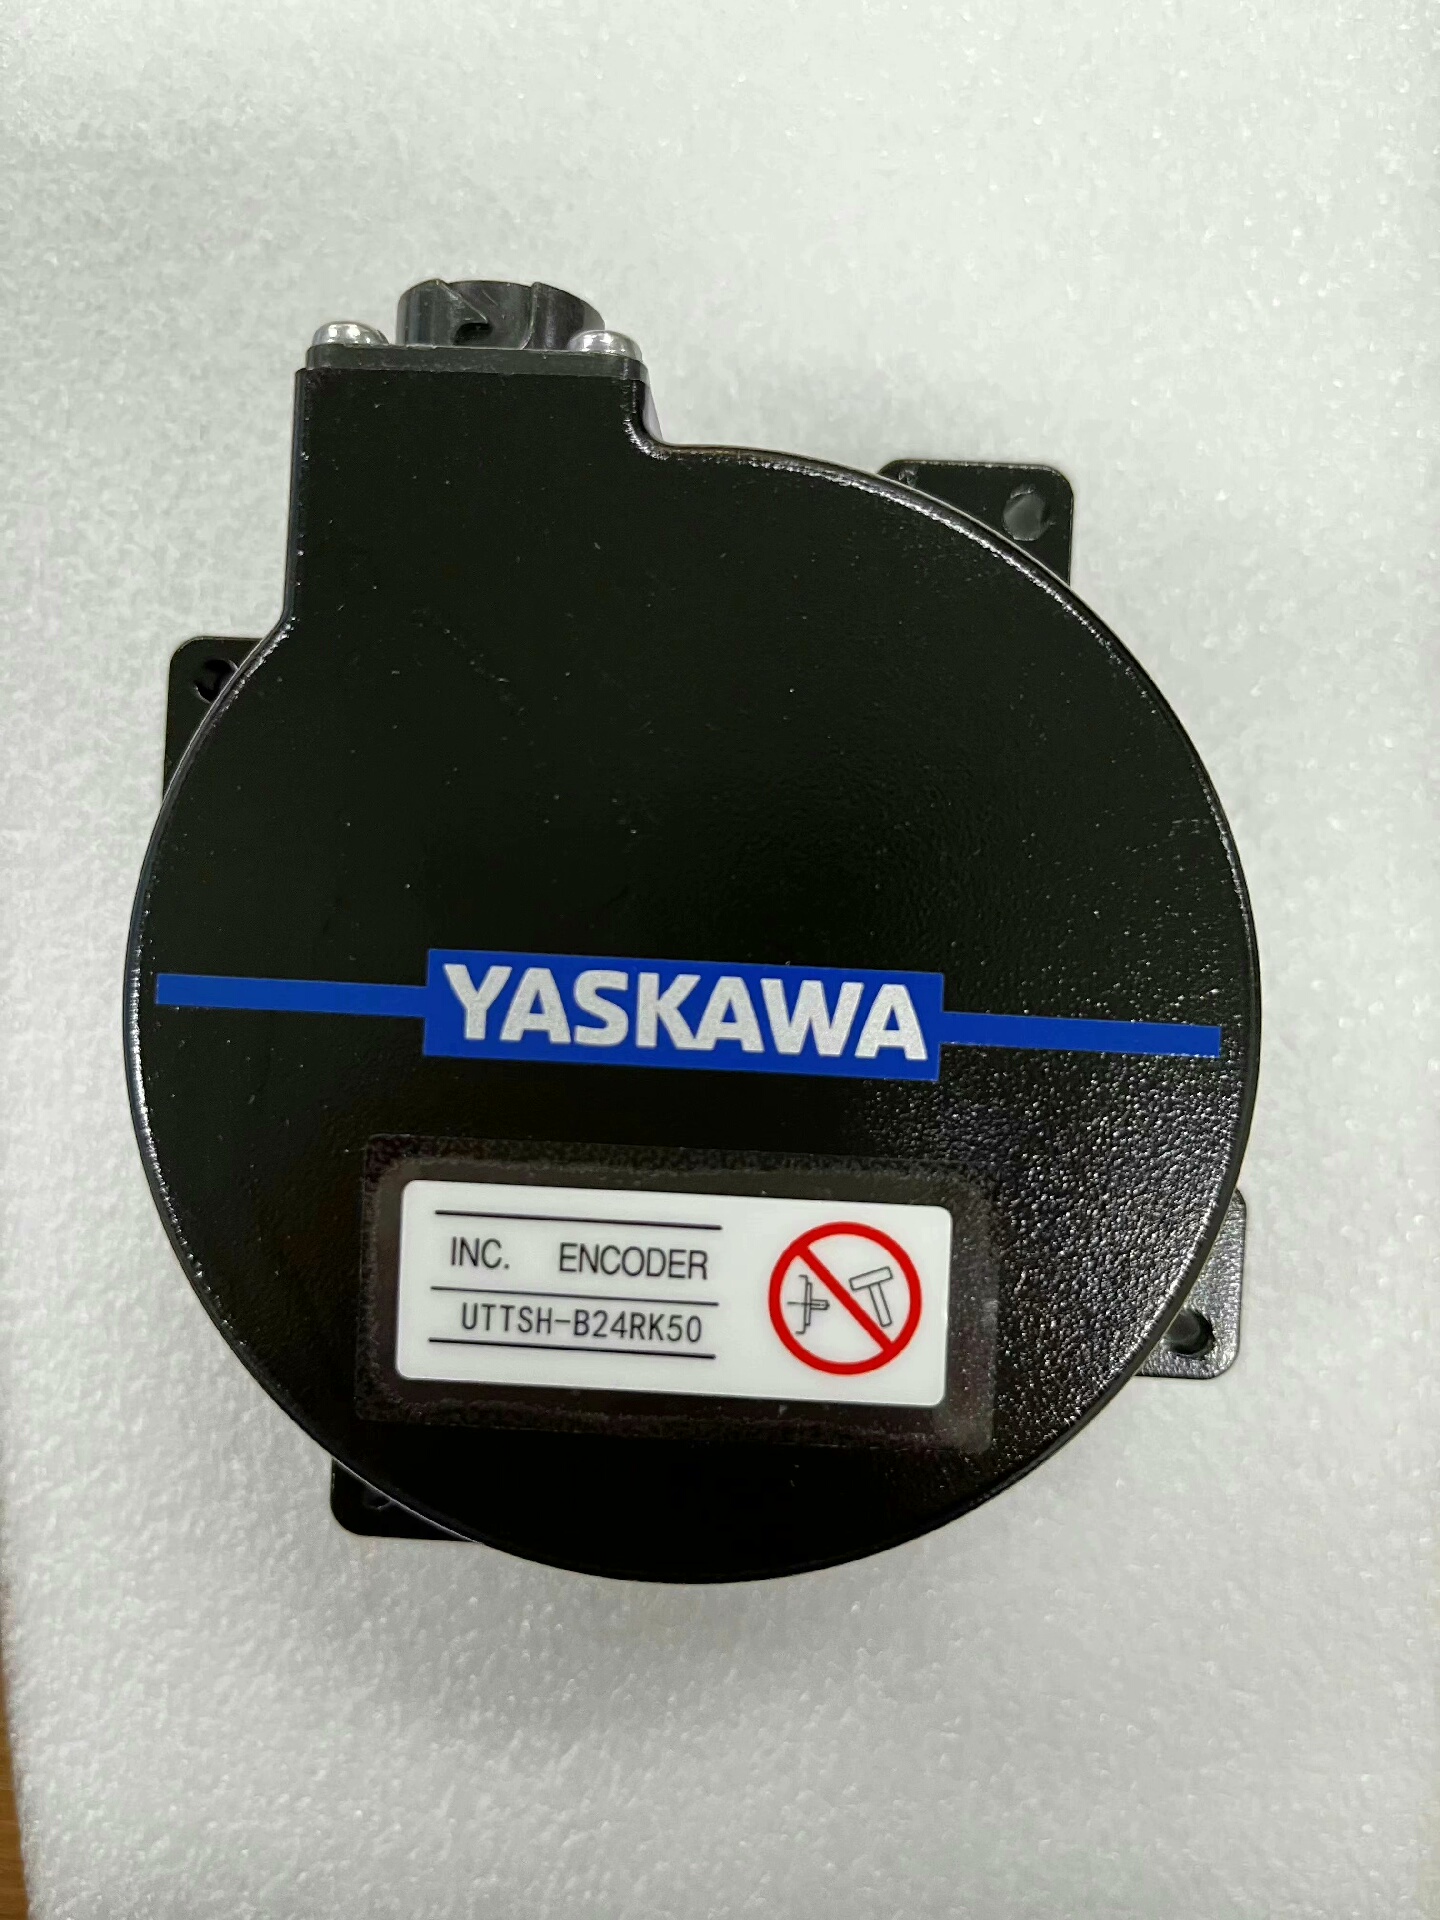 YASKAWA
INC. ENCODER
UTTSH-B24RK50